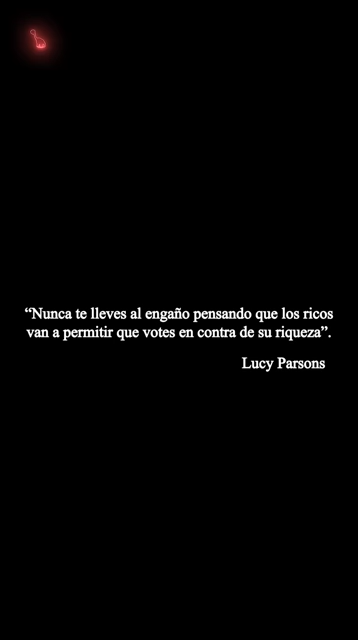 “Nunca te lleves al engaño pensando que los ricos
van a permitir que votes en contra de su riqueza”.
Lucy Parsons